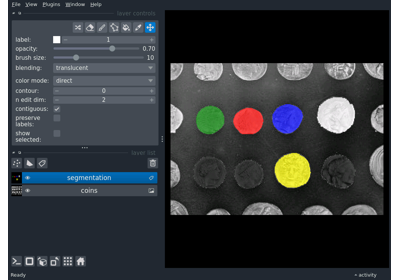 File View Plugins Window Help
layer controls
label: 1
opacity: 0.70
brush size: 10
blending: translucent
color mode: direct
contour: 0
n edit dim: 2
contiguous:
preserve
labels:
show
selected:
layer list
segmentation
coins
Ready
activity